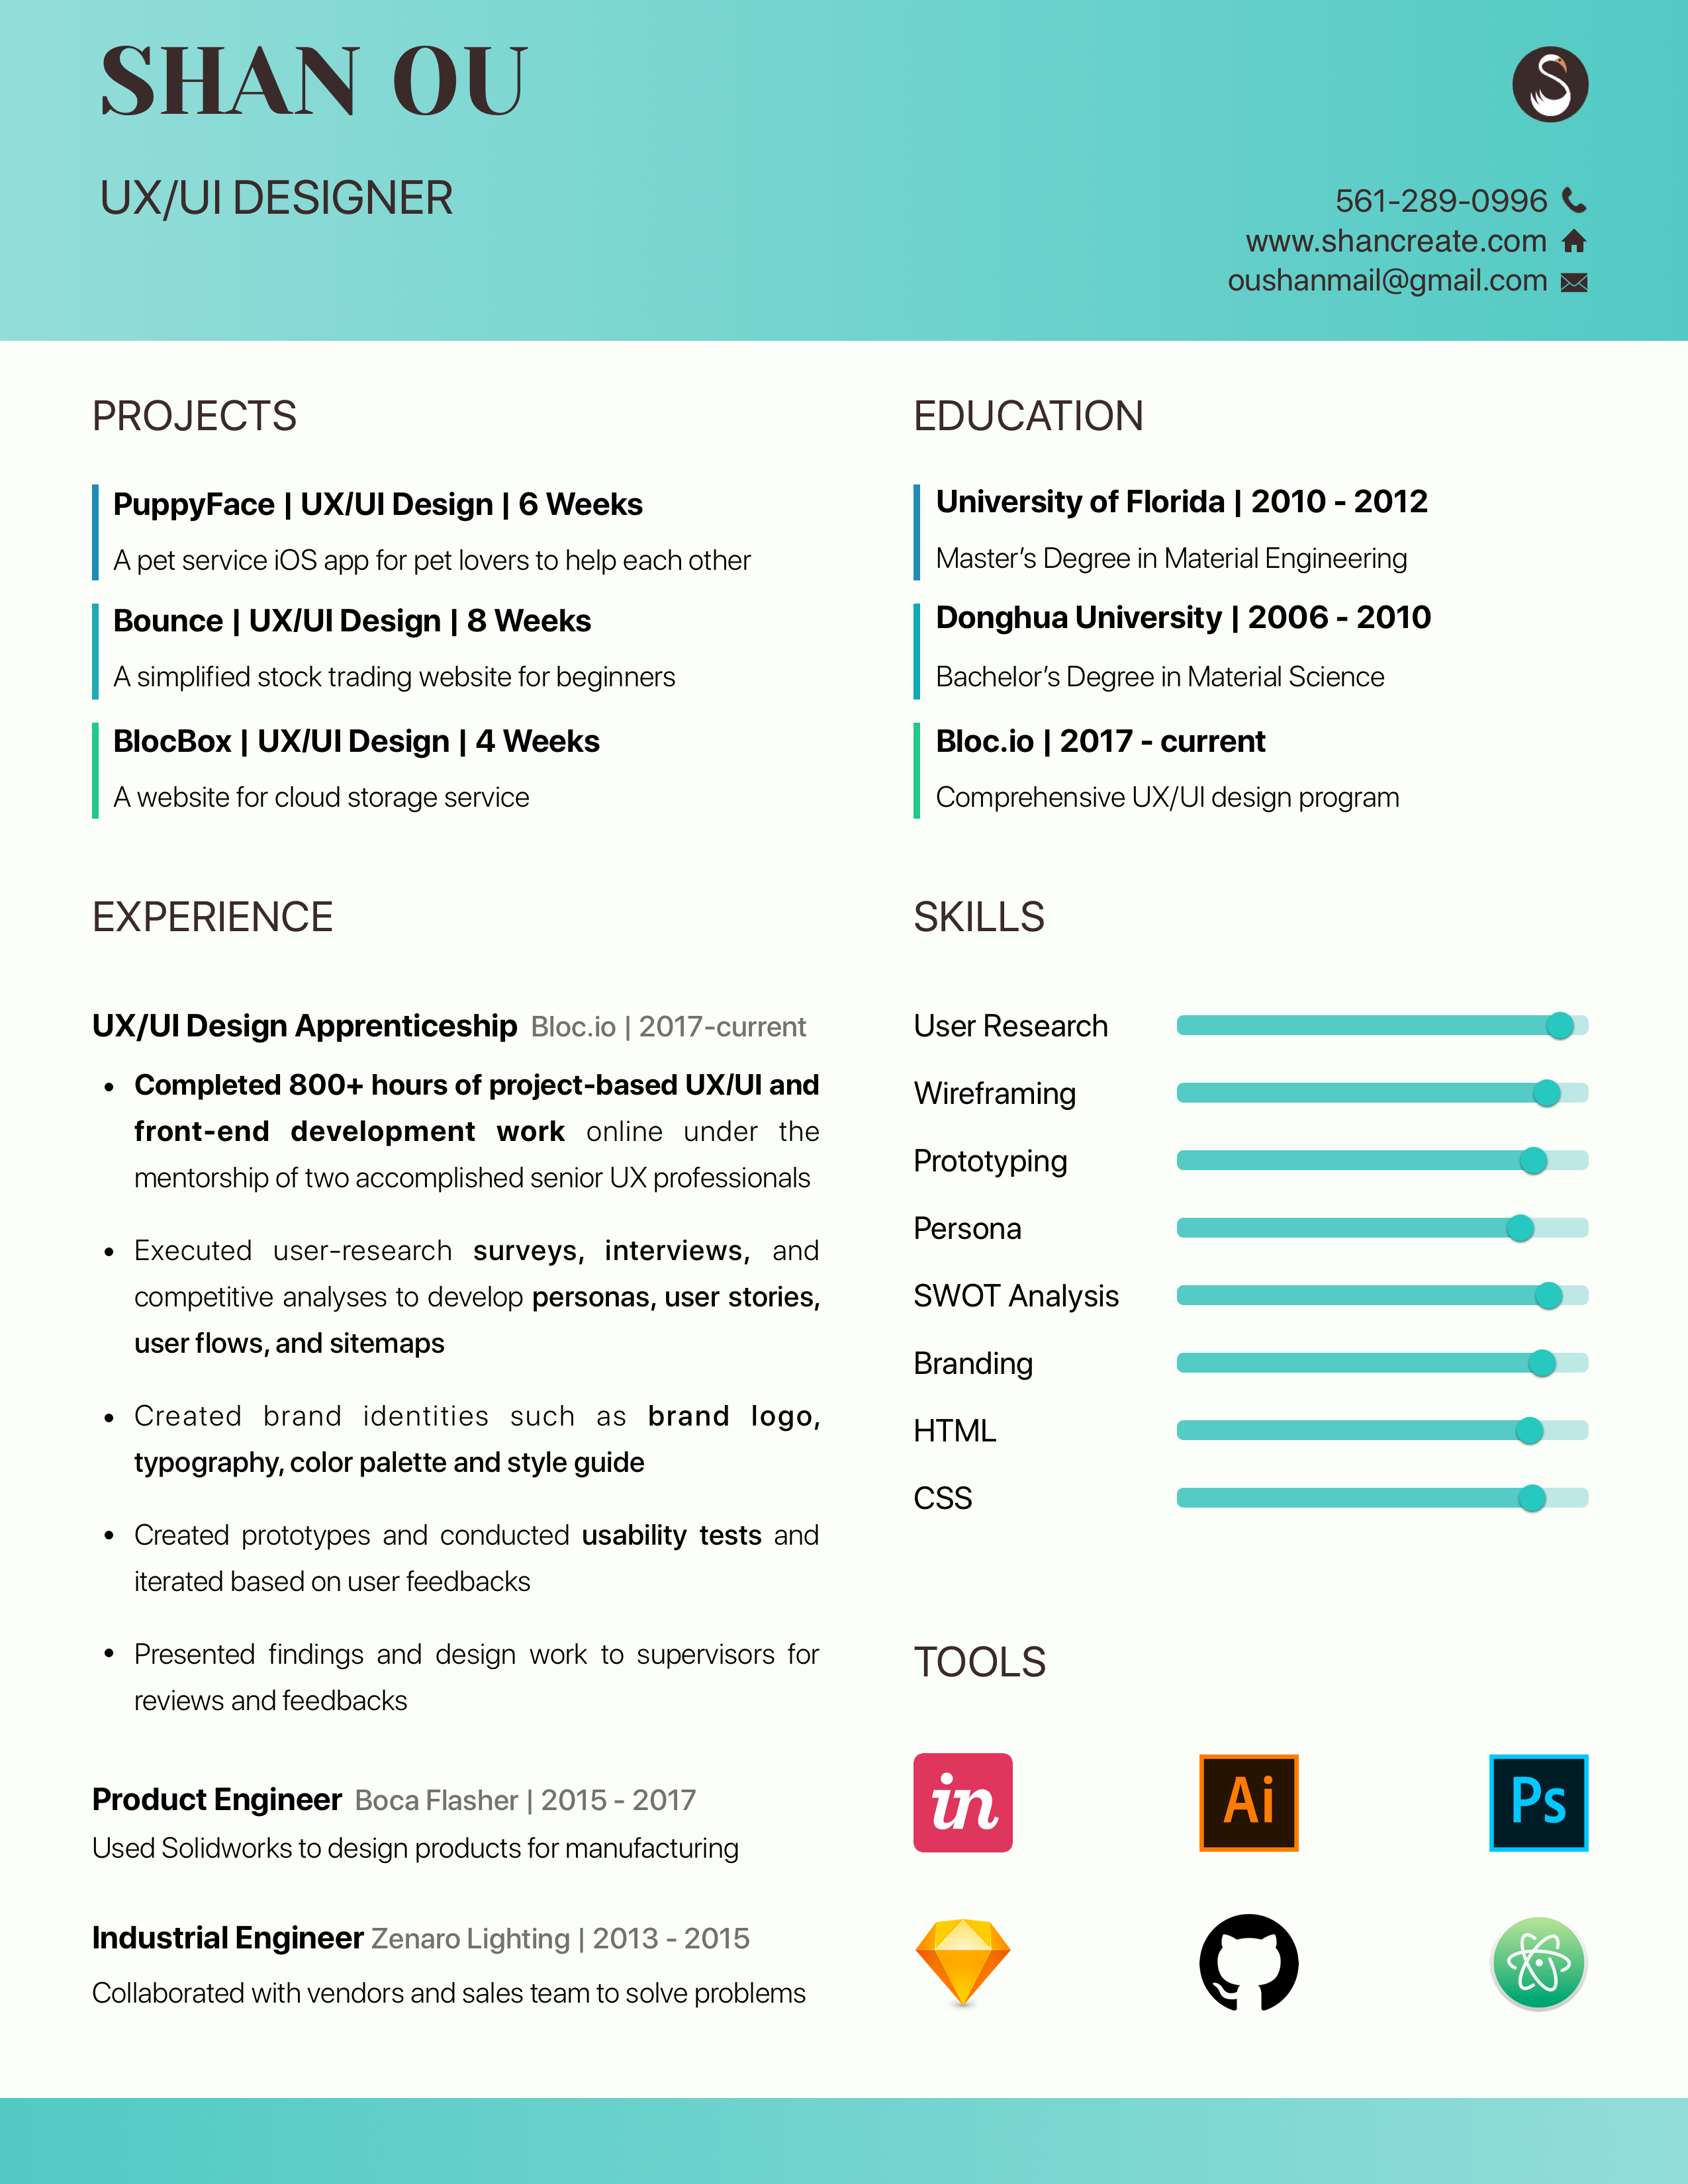 SHAN OU
UX/UI DESIGNER
561-289-0996
www.shancreate.com
oushanmail@gmail.com
PROJECTS
PuppyFace | UX/UI Design | 6 Weeks
A pet service iOS app for pet lovers to help each other
Bounce | UX/UI Design | 8 Weeks
A simplified stock trading website for beginners
BlocBox | UX/UI Design | 4 Weeks
A website for cloud storage service
EDUCATION
University of Florida | 2010 - 2012
Master's Degree in Material Engineering
Donghua University | 2006 - 2010
Bachelor's Degree in Material Science
Bloc.io | 2017 - current
Comprehensive UX/UI design program
EXPERIENCE
UX/UI Design Apprenticeship Bloc.io | 2017-current
• Completed 800+ hours of project-based UX/UI and
front-end development work online under the
mentorship of two accomplished senior UX professionals
• Executed user-research surveys, interviews, and
competitive analyses to develop personas, user stories,
user flows, and sitemaps
• Created brand identities such as brand logo,
typography, color palette and style guide
• Created prototypes and conducted usability tests and
iterated based on user feedbacks
• Presented findings and design work to supervisors for
reviews and feedbacks
Product Engineer Boca Flasher | 2015 - 2017
Used Solidworks to design products for manufacturing
Industrial Engineer Zenaro Lighting | 2013 - 2015
Collaborated with vendors and sales team to solve problems
SKILLS
User Research
Wireframing
Prototyping
Persona
SWOT Analysis
Branding
HTML
CSS
TOOLS
in
Ai
Ps